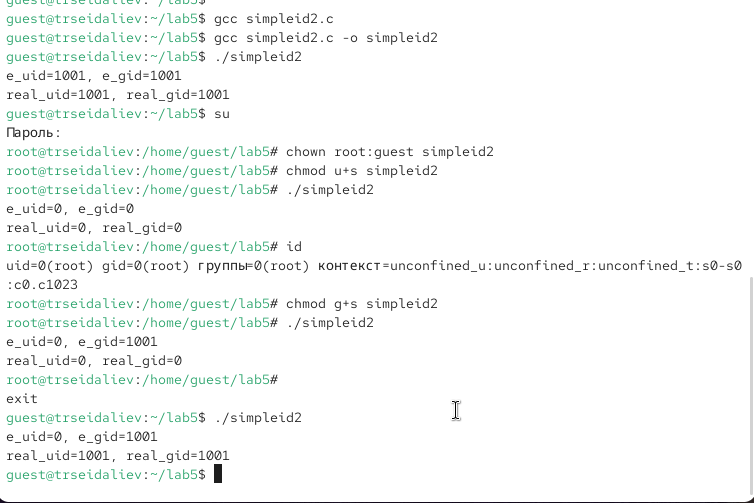 guest@trseidaliev:~/lab5$
guest@trseidaliev:~/lab5$ gcc simpleid2.c
guest@trseidaliev:~/lab5$ gcc simpleid2.c -o simpleid2
guest@trseidaliev:~/lab5$ ./simpleid2
e_uid=1001, e_gid=1001
real_uid=1001, real_gid=1001
guest@trseidaliev:~/lab5$ su
Пароль:
root@trseidaliev:/home/guest/lab5# chown root:guest simpleid2
root@trseidaliev:/home/guest/lab5# chmod u+s simpleid2
root@trseidaliev:/home/guest/lab5# ./simpleid2
e_uid=0, e_gid=0
real_uid=0, real_gid=0
root@trseidaliev:/home/guest/lab5# id
uid=0(root) gid=0(root) группы=0(root) контекст=unconfined_u:unconfined_r:unconfined_t:s0-s0
:c0.c1023
root@trseidaliev:/home/guest/lab5# chmod g+s simpleid2
root@trseidaliev:/home/guest/lab5# ./simpleid2
e_uid=0, e_gid=1001
real_uid=0, real_gid=0
root@trseidaliev:/home/guest/lab5#
exit
guest@trseidaliev:~/lab5$ ./simpleid2
e_uid=0, e_gid=1001
real_uid=1001, real_gid=1001
guest@trseidaliev:~/lab5$